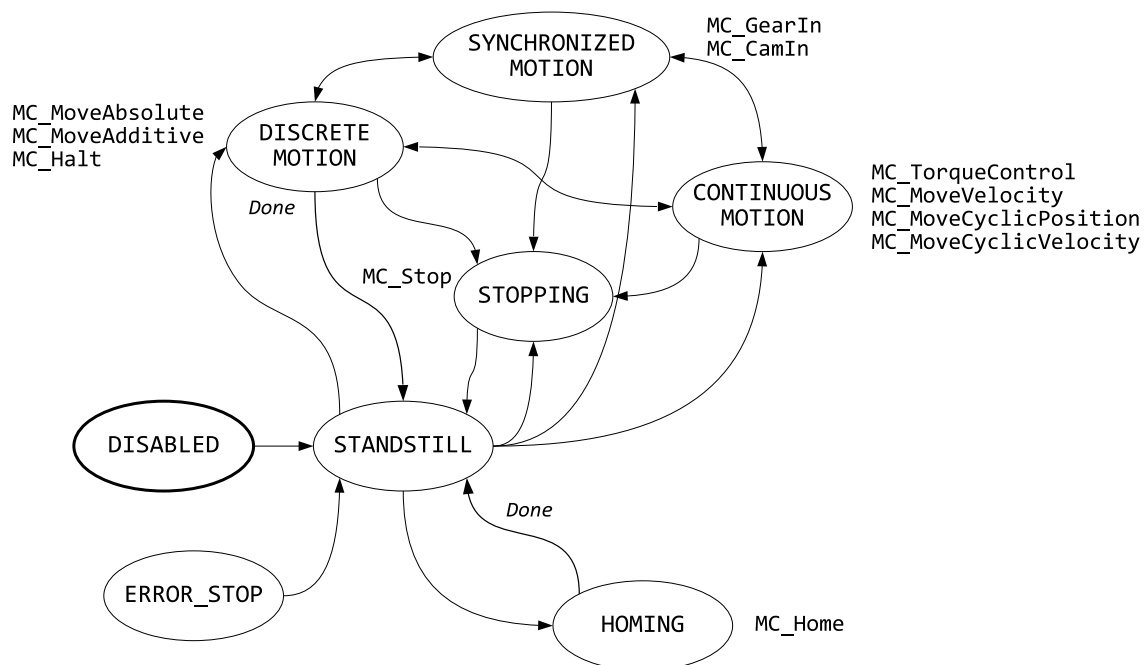 SYNCHRONIZED
MOTION
MC_GearIn
MC_CamIn
MC_MoveAbsolute
MC_MoveAdditive
MC_Halt
DISCRETE
MOTION
Done
CONTINUOUS
MOTION
MC_TorqueControl
MC_MoveVelocity
MC_MoveCyclicPosition
MC_MoveCyclicVelocity
MC_Stop
STOPPING
DISABLED
STANDSTILL
Done
ERROR_STOP
HOMING
MC_Home